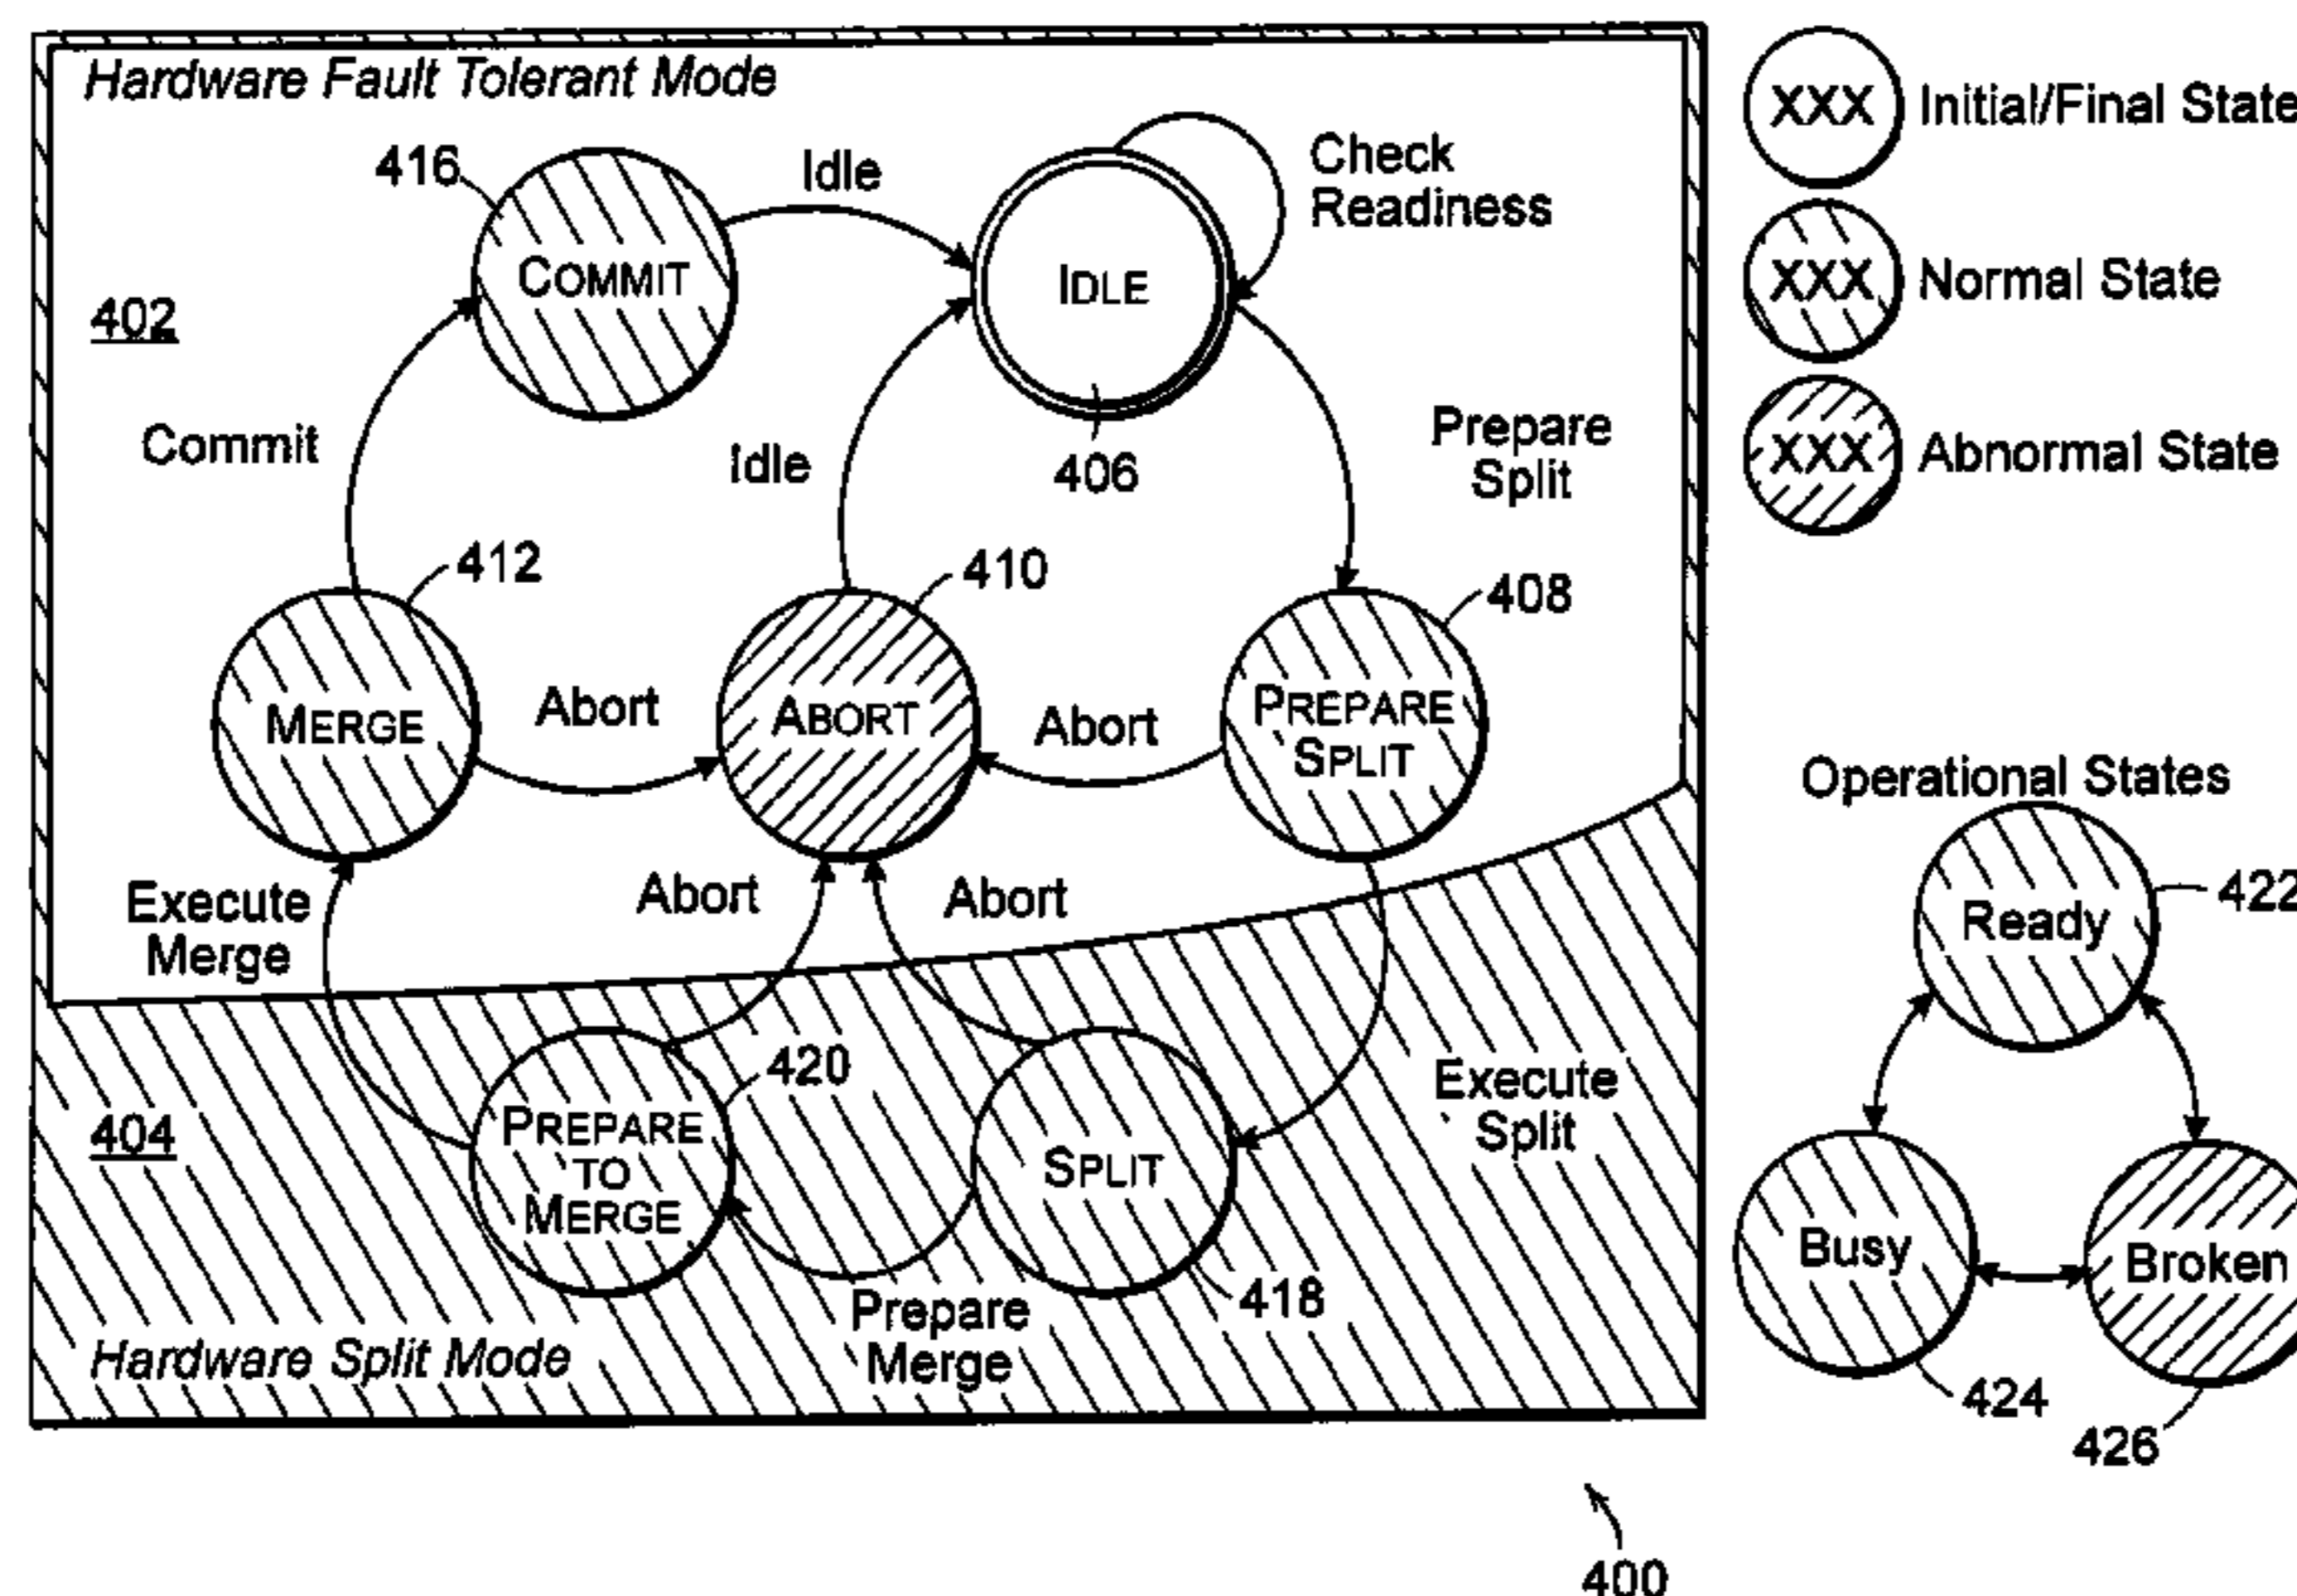 Hardware Fault Tolerant Mode
416
Idle
Check
Readiness
COMMIT
IDLE
402
Commit
Idle
406
Prepare
Split
412
410
408
MERGE
Abort
ABORT
Abort
PREPARE
SPLIT
Execute
Merge
Abort
Abort
420
Execute
Split
404
PREPARE
TO
MERGE
SPLIT
418
Prepare
Merge
Hardware Split Mode
XXX Initial/Final State
XXX Normal State
XXX Abnormal State
Operational States
422
Ready
Busy
Broken
424
426
400